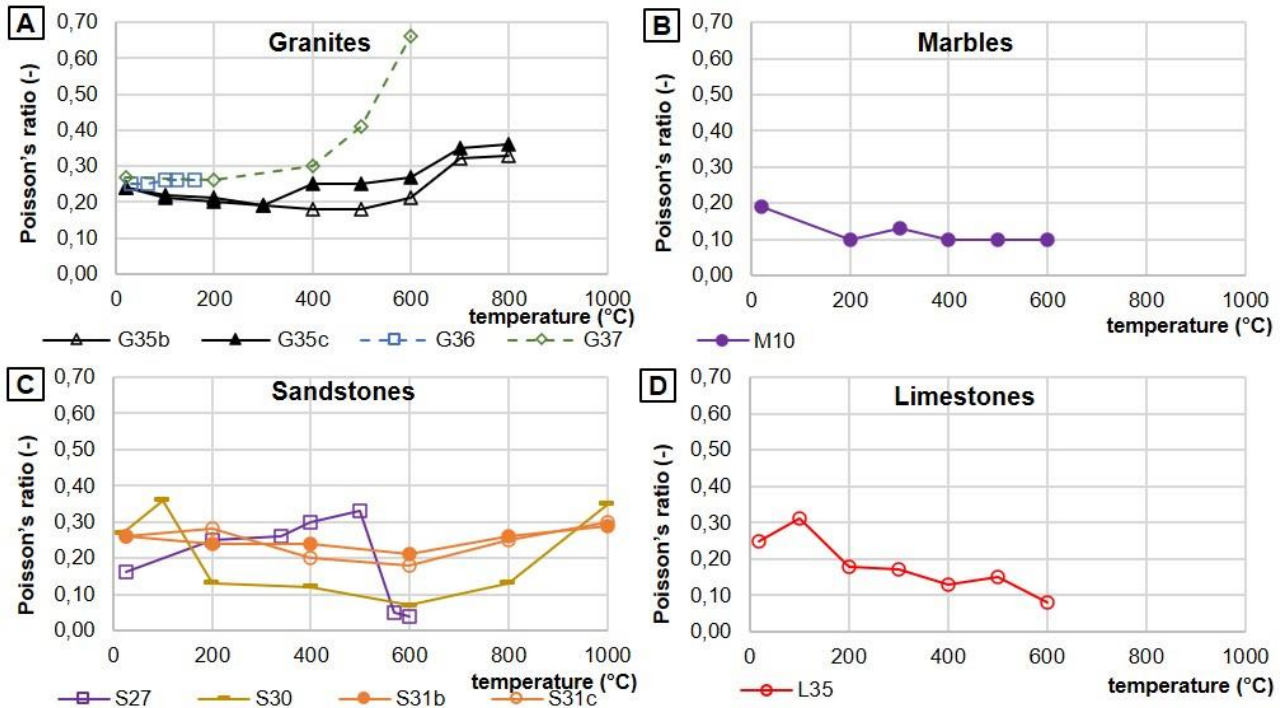 A
Granites
Poisson's ratio (-)
0,70
0,60
0,50
0,40
0,30
0,20
0,10
0,00
0 200 400 600 800 1000
temperature (°C)
G35b G35c G36 G37
B
Marbles
Poisson's ratio (-)
0,70
0,60
0,50
0,40
0,30
0,20
0,10
0,00
0 200 400 600 800 1000
temperature (°C)
M10
C
Sandstones
Poisson's ratio (-)
0,70
0,60
0,50
0,40
0,30
0,20
0,10
0,00
0 200 400 600 800 1000
temperature (°C)
S27 S30 S31b S31c
D
Limestones
Poisson's ratio (-)
0,70
0,60
0,50
0,40
0,30
0,20
0,10
0,00
0 200 400 600 800 1000
temperature (°C)
L35